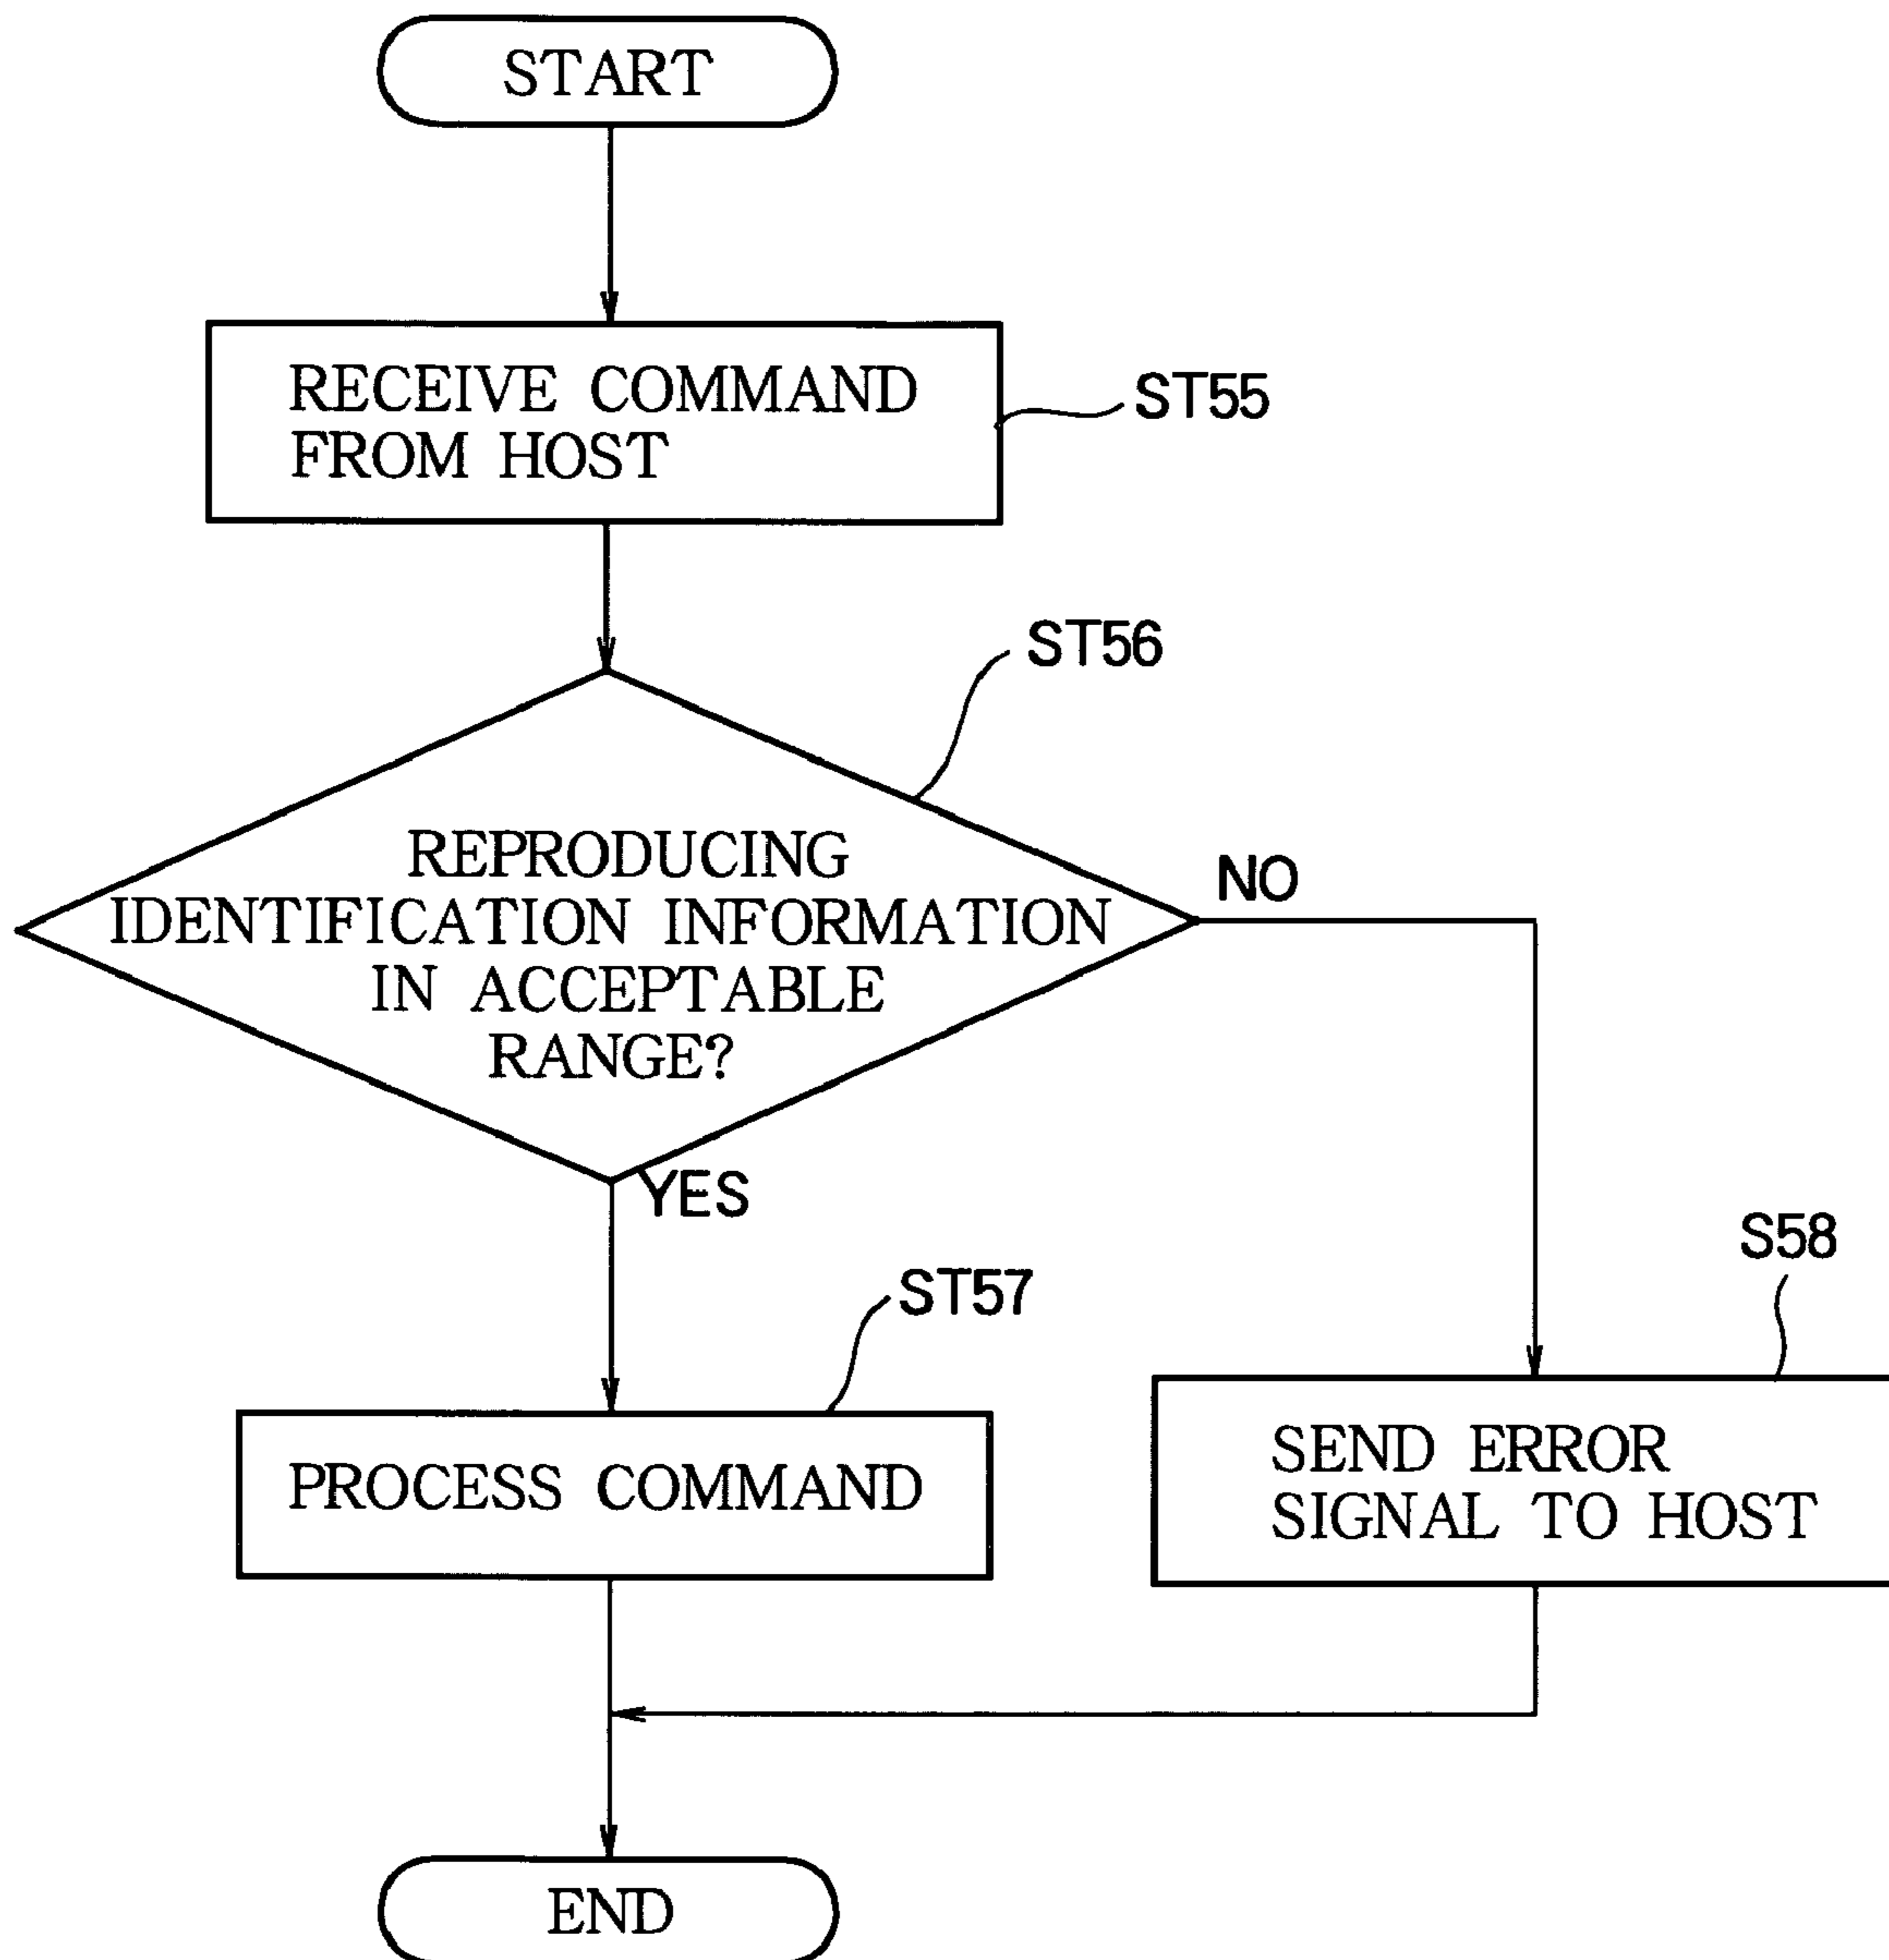 START
RECEIVE COMMAND
FROM HOST
ST55
ST56
REPRODUCING
IDENTIFICATION INFORMATION
IN ACCEPTABLE
RANGE?
NO
YES
ST57
PROCESS COMMAND
S58
SEND ERROR
SIGNAL TO HOST
END